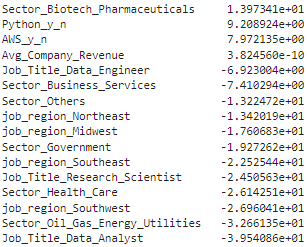 Sector_Biotech_Pharmaceuticals 1.397341e+01
Python_y_n 9.208924e+00
AWS_y_n 7.972135e+00
Avg_Company_Revenue 3.824560e-10
Job_Title_Data_Engineer -6.923004e+00
Sector_Business_Services -7.410294e+00
Sector_Others -1.322472e+01
job_region_Northeast -1.342019e+01
job_region_Midwest -1.760683e+01
Sector_Government -1.927262e+01
job_region_Southeast -2.252544e+01
Job_Title_Research_Scientist -2.450563e+01
Sector_Health_Care -2.614251e+01
job_region_Southwest -2.696041e+01
Sector_Oil_Gas_Energy_Utilities -3.266135e+01
Job_Title_Data_Analyst -3.954086e+01